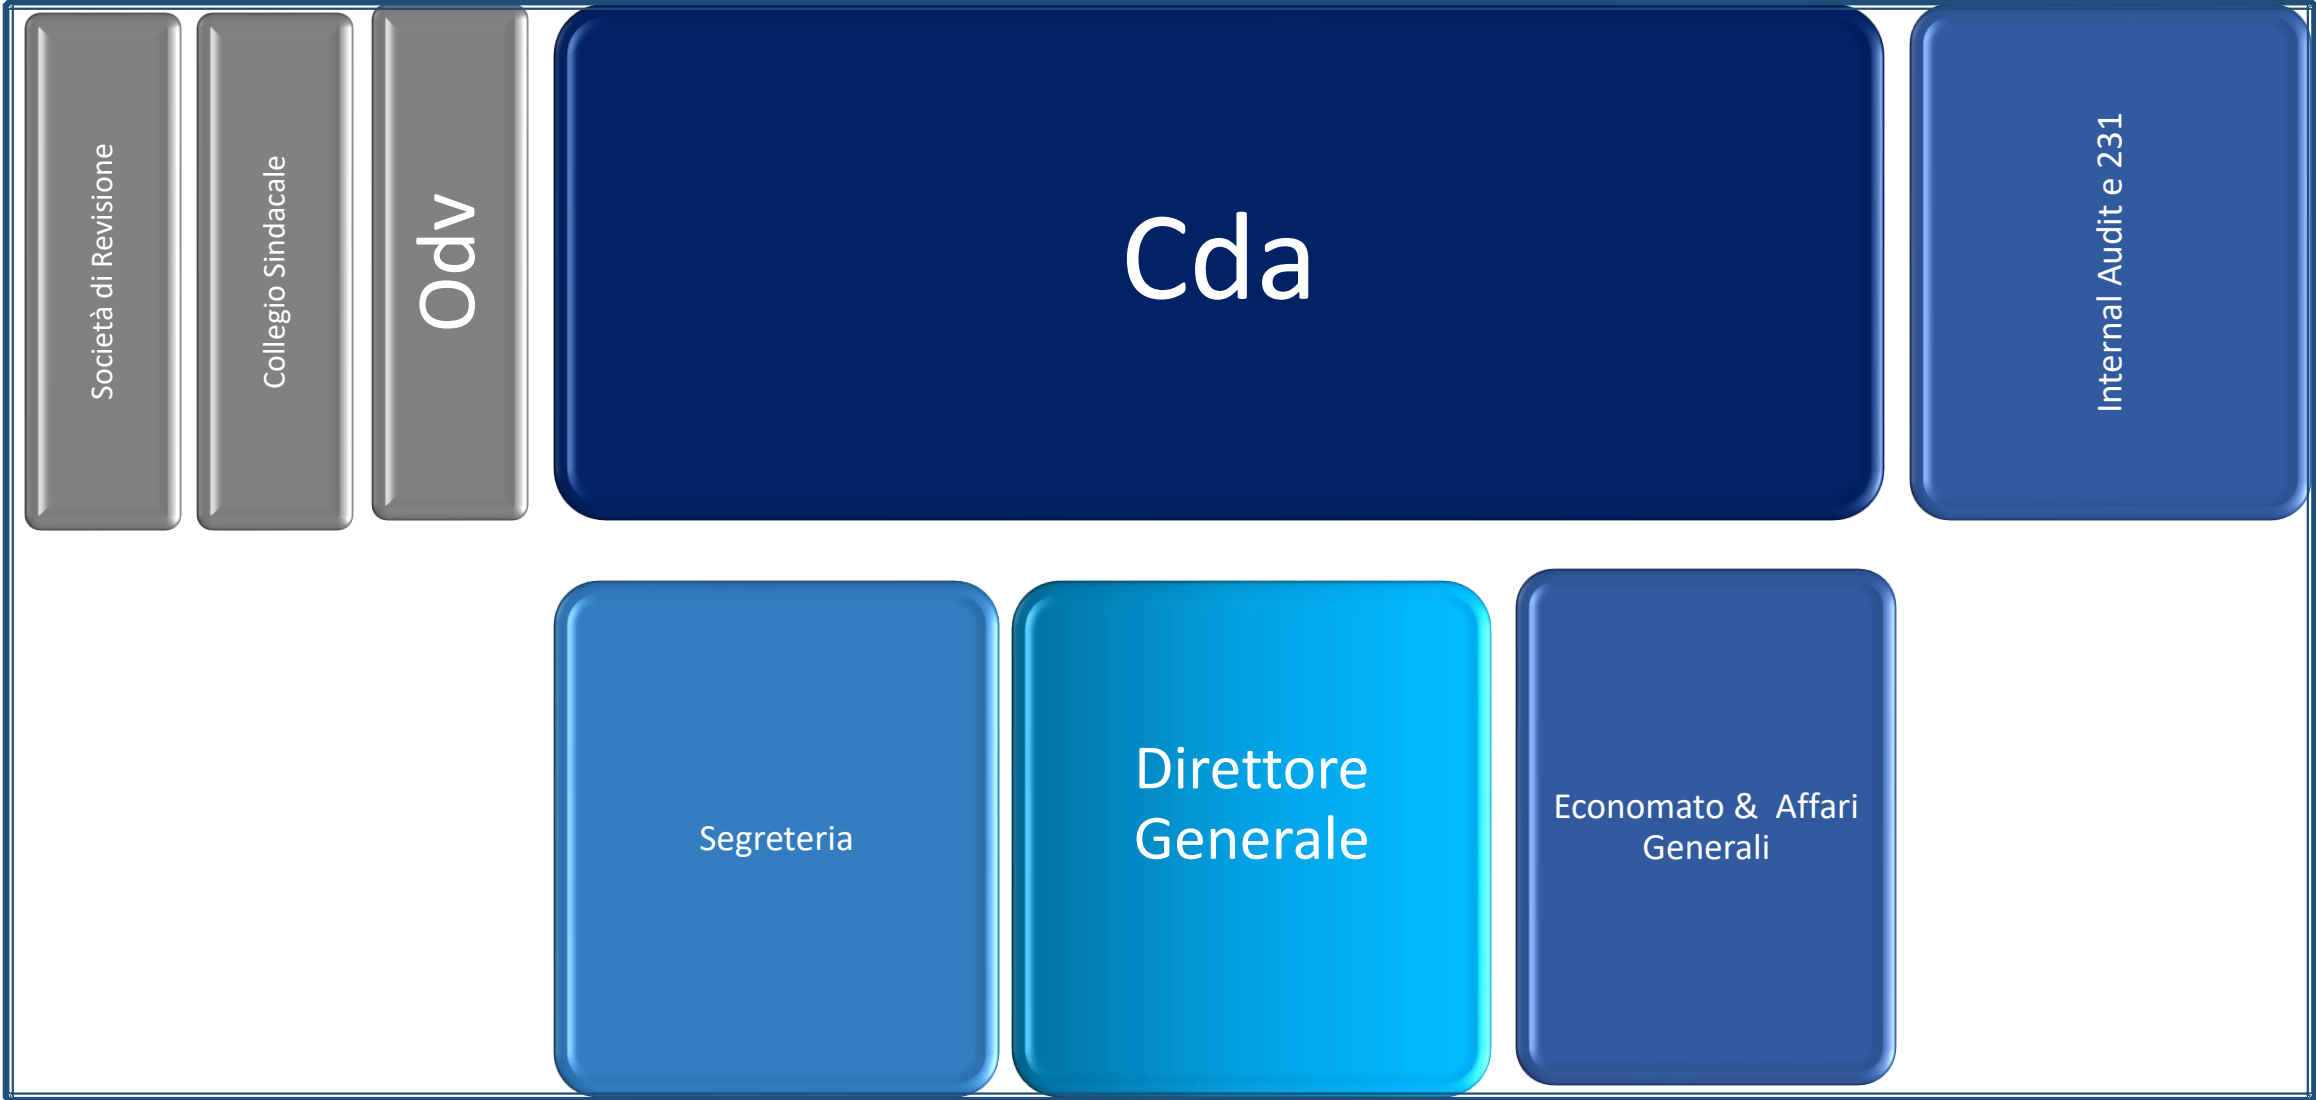 Società di Revisione
Collegio Sindacale
Odv
Cda
Internal Audit e 231
Segreteria
Direttore
Generale
Economato &  Affari
Generali